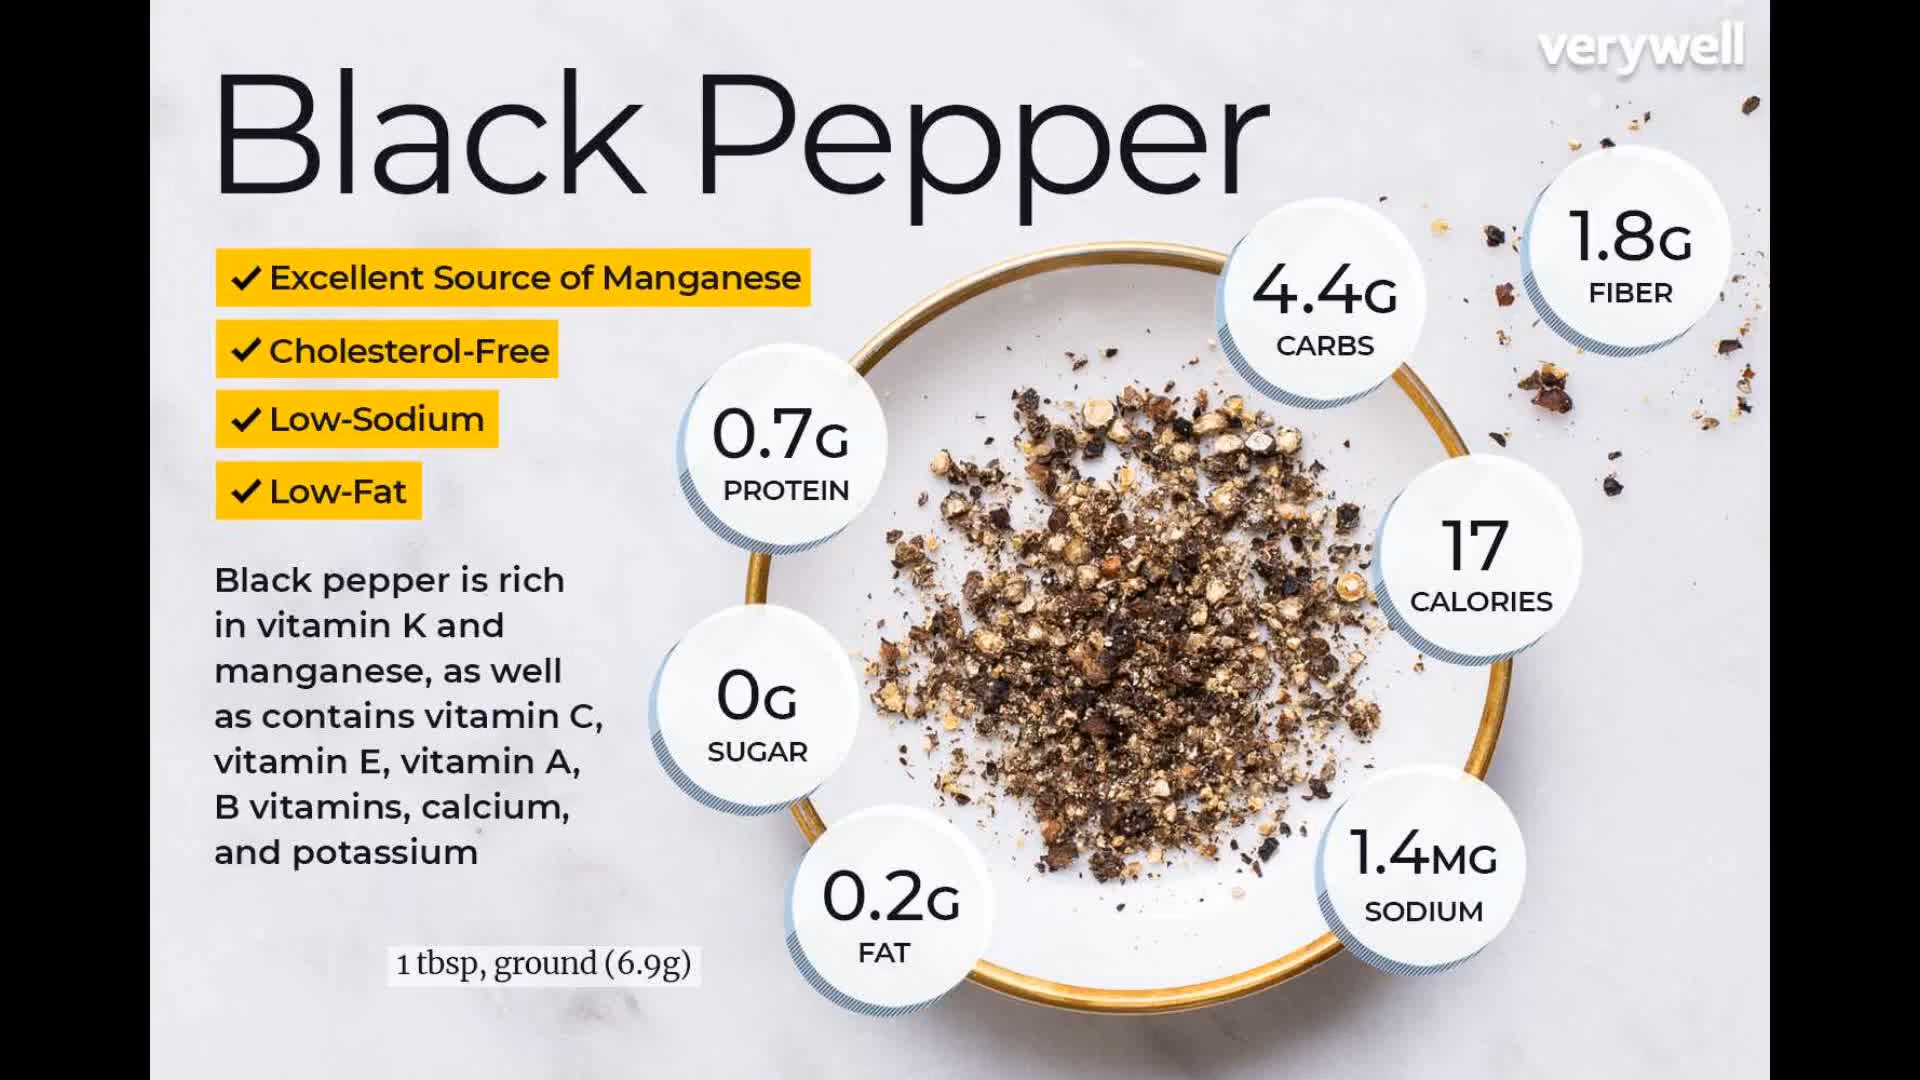 verywell
Black Pepper
✓ Excellent Source of Manganese
✓ Cholesterol-Free
✓ Low-Sodium
✓ Low-Fat
Black pepper is rich
in vitamin K and
manganese, as well
as contains vitamin C,
vitamin E, vitamin A,
B vitamins, calcium,
and potassium
1 tbsp, ground (6.9g)
1.8G
FIBER
4.4G
CARBS
0.7G
PROTEIN
17
CALORIES
0G
SUGAR
1.4MG
SODIUM
0.2G
FAT